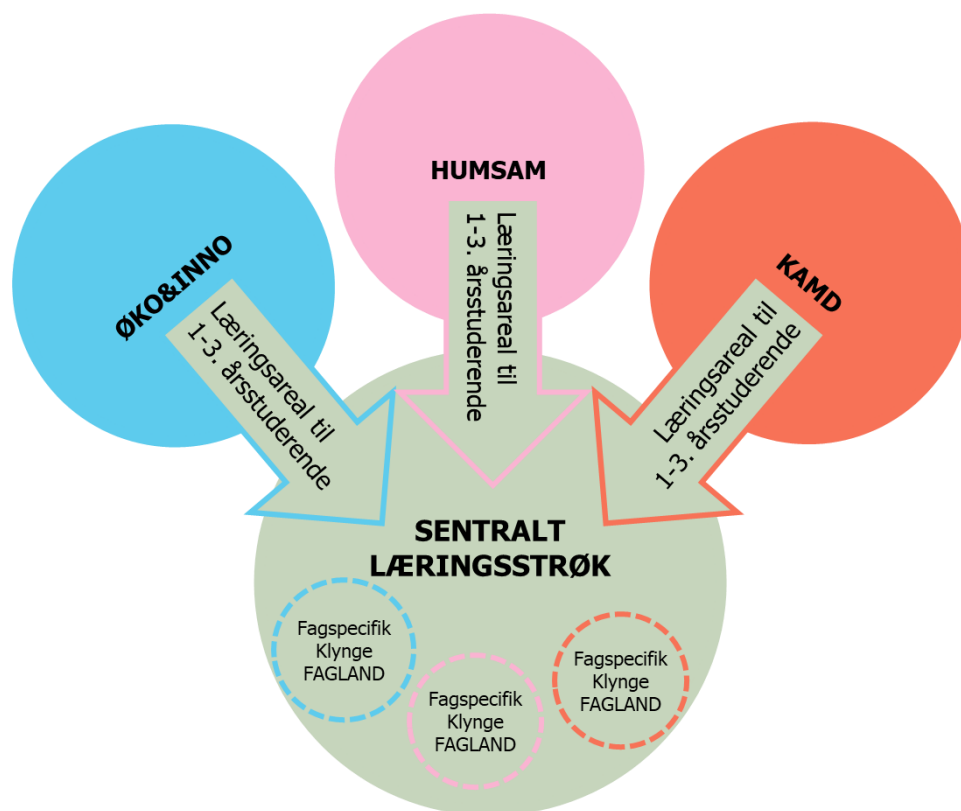 HUMSAM
ØKO&INNO
KAMD
Læringsareal til
1-3. årsstuderende
Læringsareal til
1-3. årsstuderende
Læringsareal til
1-3. årsstuderende
SENTRALT
LÆRINGSSTRØK
Fagspecifik
Klynge
FAGLAND
Fagspecifik
Klynge
FAGLAND
Fagspecifik
Klynge
FAGLAND